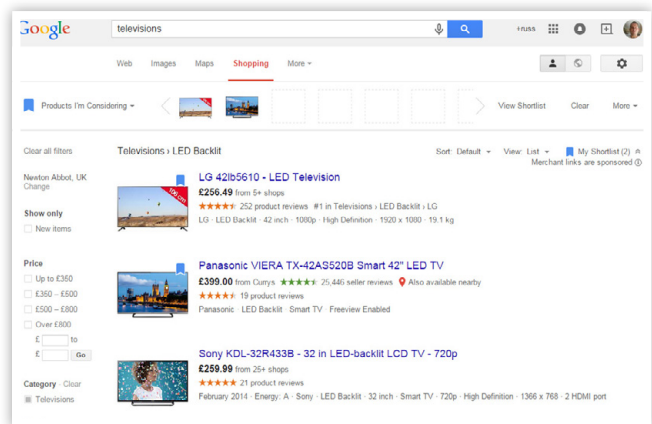 Google
televisions
+russ
Web Images Maps Shopping More
Products I'm Considering
View Shortlist Clear More
Clear all filters
Televisions › LED Backlit
Sort: Default View: List My Shortlist (2)
Merchant links are sponsored
Newton Abbot, UK
Change
Show only
New items
Price
Up to £350
£350 – £500
£500 – £800
Over £800
£ to
£ Go
Category - Clear
Televisions
LG 42lb5610 - LED Television
£256.49 from 5+ shops
252 product reviews #1 in Televisions › LED Backlit › LG
LG · LED Backlit · 42 inch · 1080p · High Definition · 1920 x 1080 · 19.1 kg
106 cm
Panasonic VIERA TX-42AS520B Smart 42" LED TV
£399.00 from Currys 25,446 seller reviews Also available nearby
19 product reviews
Panasonic LED Backlit Smart TV · Freeview Enabled
Sony KDL-32R433B - 32 in LED-backlit LCD TV - 720p
£259.99 from 25+ shops
21 product reviews
February 2014 · Energy: A · Sony · LED Backlit · 32 inch · Smart TV · 720p · High Definition · 1366 x 768 · 2 HDMI port